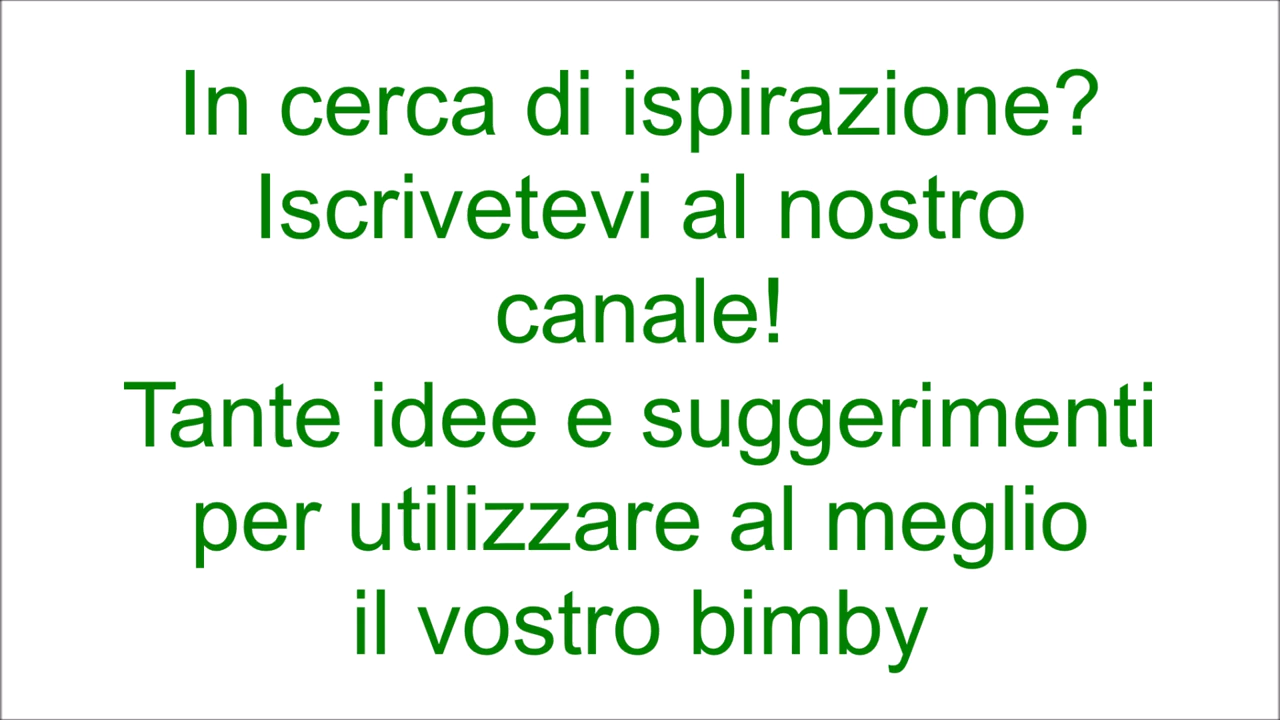 In cerca di ispirazione?
Iscrivetevi al nostro
canale!
Tante idee e suggerimenti
per utilizzare al meglio
il vostro bimby